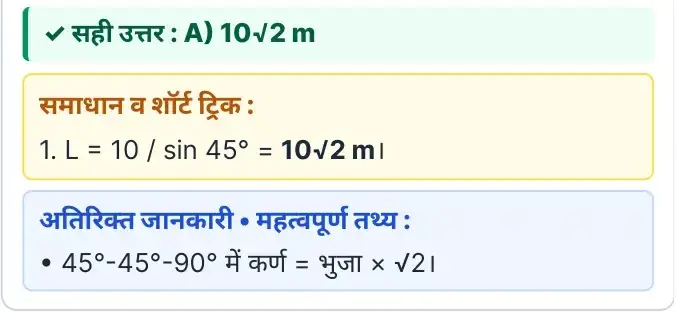 ✓ सही उत्तर : A) 10√2 m
समाधान व शॉर्ट ट्रिक :
1. L = 10 / sin 45° = 10√2 m।
अतिरिक्त जानकारी • महत्वपूर्ण तथ्य :
• 45°-45°-90° में कर्ण = भुजा × √2।